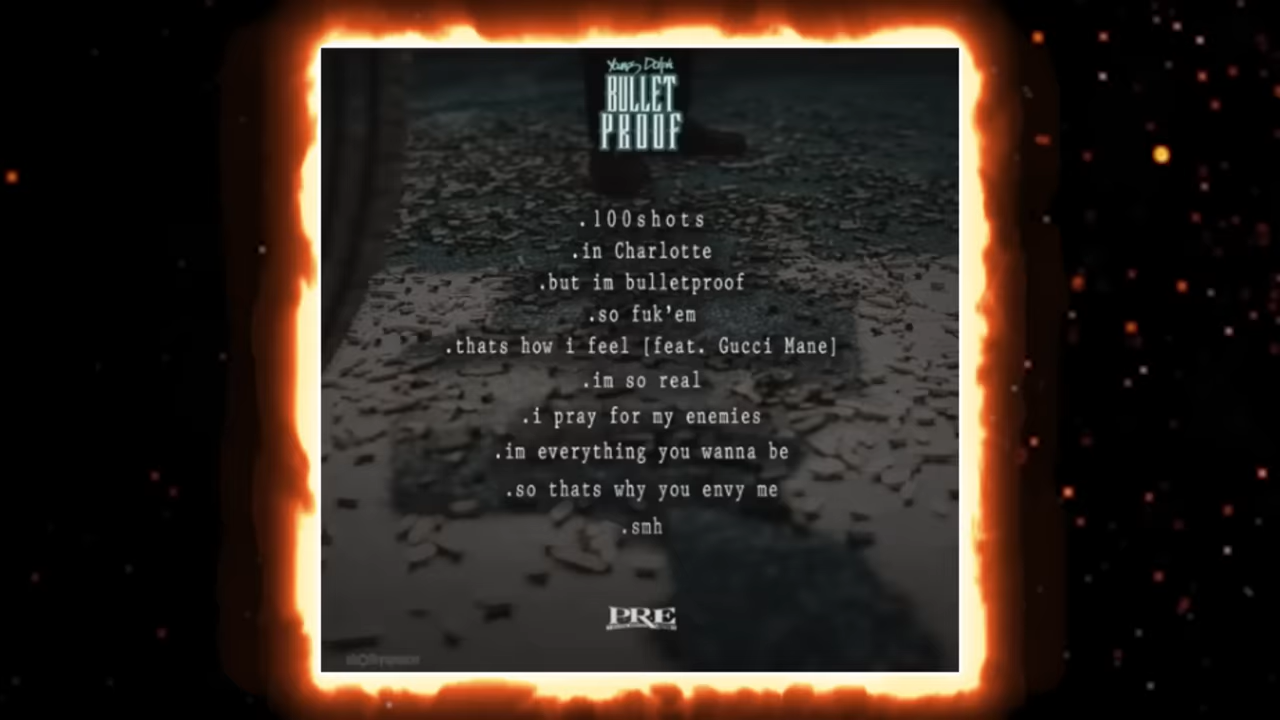 Young Dolph
BULLET
PROOF
.100shots
.in Charlotte
.but im bulletproof
.so fuk'em
.thats how i feel [feat. Gucci Mane]
.im so real
.i pray for my enemies
.im everything you wanna be
.so thats why you envy me
.smh
PRE